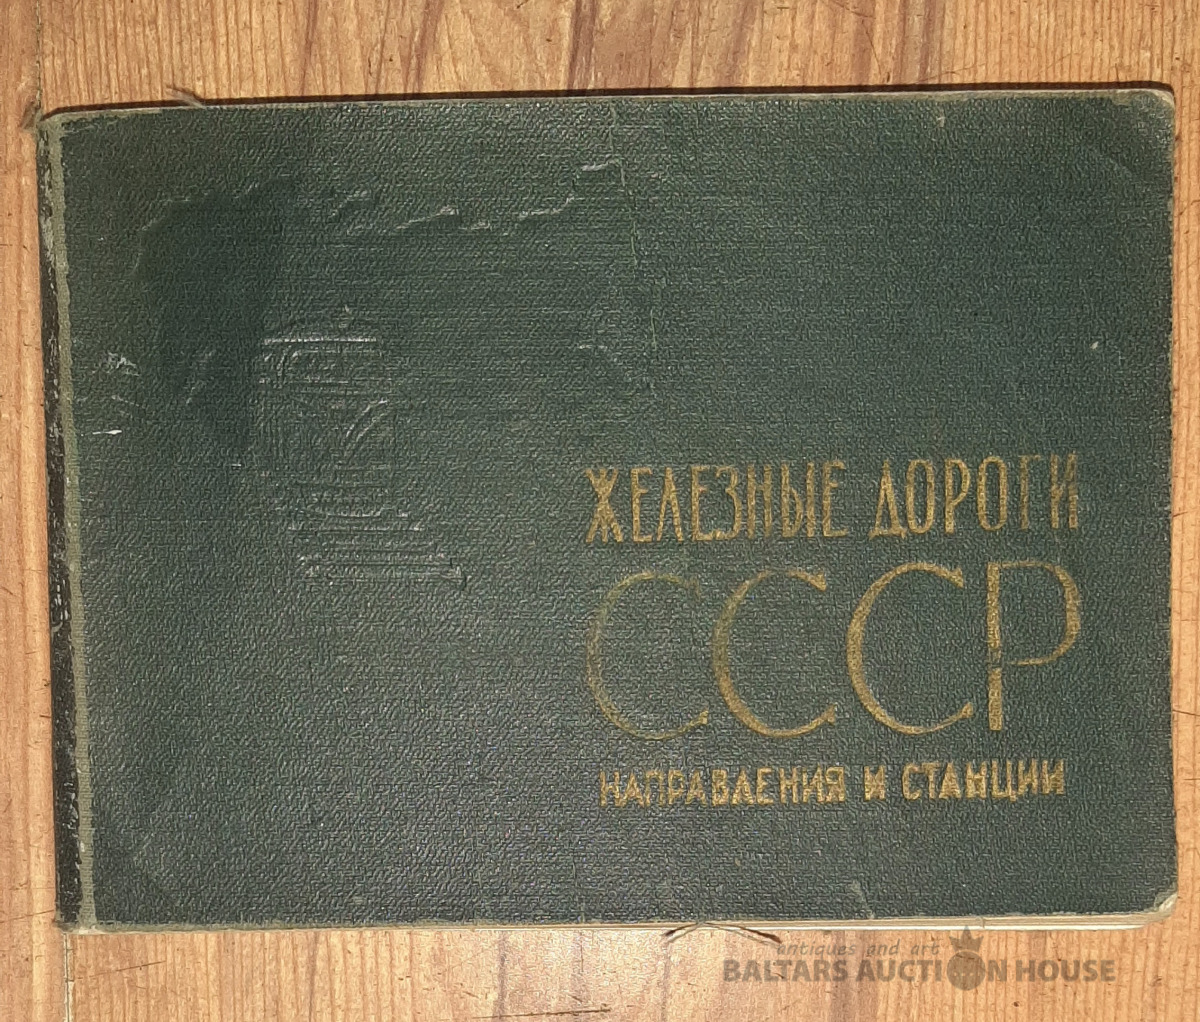 ЖЕЛЕЗНЫЕ ДОРОГИ
СССР
НАПРАВЛЕНИЯ И СТАНЦИИ
antiques and art
BALTARS AUCTION HOUSE